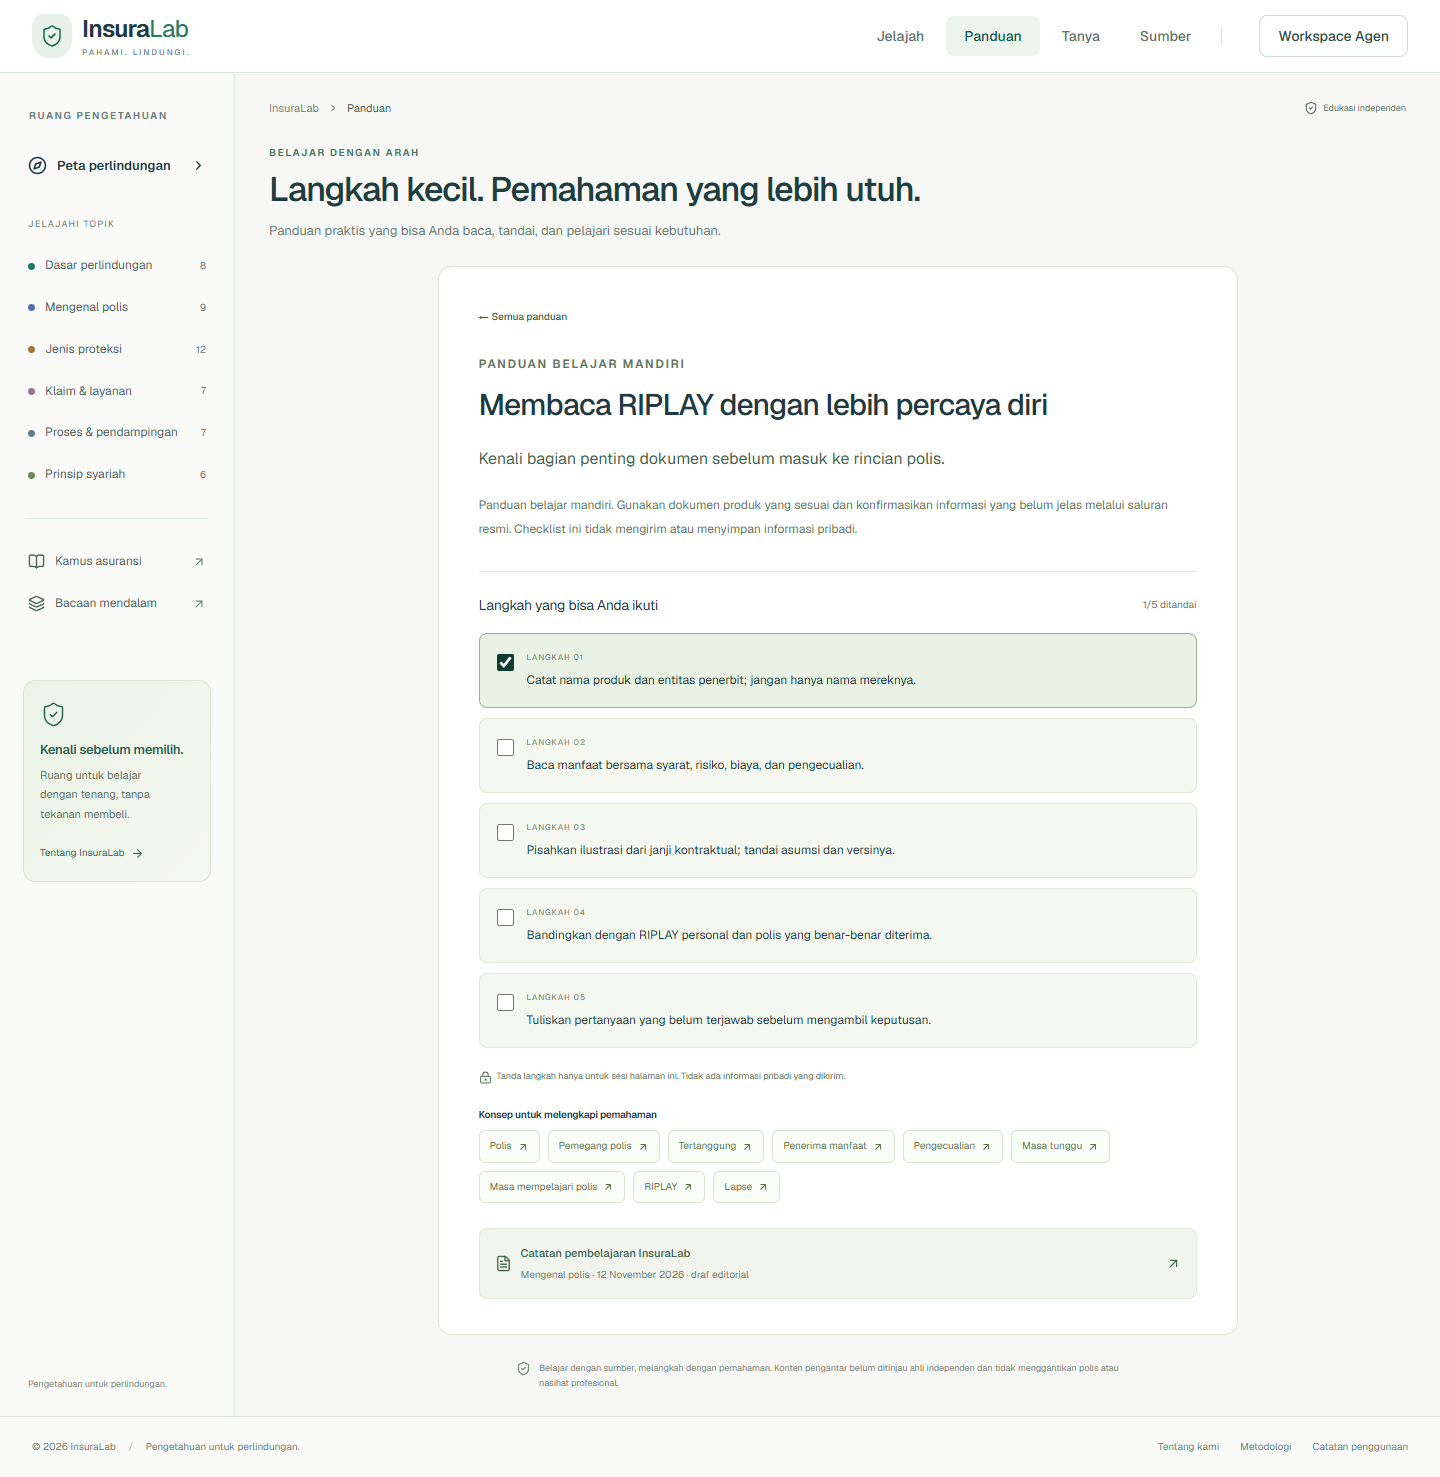 InsuraLab
PAHAMI. LINDUNGI.
Jelajah
Panduan
Tanya
Sumber
Workspace Agen
RUANG PENGETAHUAN
Peta perlindungan
JELAJAHI TOPIK
Dasar perlindungan 8
Mengenal polis 9
Jenis proteksi 12
Klaim & layanan 7
Proses & pendampingan 7
Prinsip syariah 6
Kamus asuransi
Bacaan mendalam
Kenali sebelum memilih.
Ruang untuk belajar
dengan tenang, tanpa
tekanan membeli.
Tentang InsuraLab →
Pengetahuan untuk perlindungan.
InsuraLab > Panduan
Edukasi independen
BELAJAR DENGAN ARAH
Langkah kecil. Pemahaman yang lebih utuh.
Panduan praktis yang bisa Anda baca, tandai, dan pelajari sesuai kebutuhan.
← Semua panduan
PANDUAN BELAJAR MANDIRI
Membaca RIPLAY dengan lebih percaya diri
Kenali bagian penting dokumen sebelum masuk ke rincian polis.
Panduan belajar mandiri. Gunakan dokumen produk yang sesuai dan konfirmasikan informasi yang belum jelas melalui saluran
resmi. Checklist ini tidak mengirim atau menyimpan informasi pribadi.
Langkah yang bisa Anda ikuti
1/5 ditandai
LANGKAH 01
Catat nama produk dan entitas penerbit; jangan hanya nama mereknya.
LANGKAH 02
Baca manfaat bersama syarat, risiko, biaya, dan pengecualian.
LANGKAH 03
Pisahkan ilustrasi dari janji kontraktual; tandai asumsi dan versinya.
LANGKAH 04
Bandingkan dengan RIPLAY personal dan polis yang benar-benar diterima.
LANGKAH 05
Tuliskan pertanyaan yang belum terjawab sebelum mengambil keputusan.
Tanda langkah hanya untuk sesi halaman ini. Tidak ada informasi pribadi yang dikirim.
Konsep untuk melengkapi pemahaman
Polis
Pemegang polis
Tertanggung
Penerima manfaat
Pengecualian
Masa tunggu
Masa mempelajari polis
RIPLAY
Lapse
Catatan pembelajaran InsuraLab
Mengenal polis · 12 November 2026 · draf editorial
Belajar dengan sumber, melangkah dengan pemahaman. Konten pengantar belum ditinjau ahli independen dan tidak menggantikan polis atau
nasihat profesional.
© 2026 InsuraLab / Pengetahuan untuk perlindungan.
Tentang kami
Metodologi
Catatan penggunaan